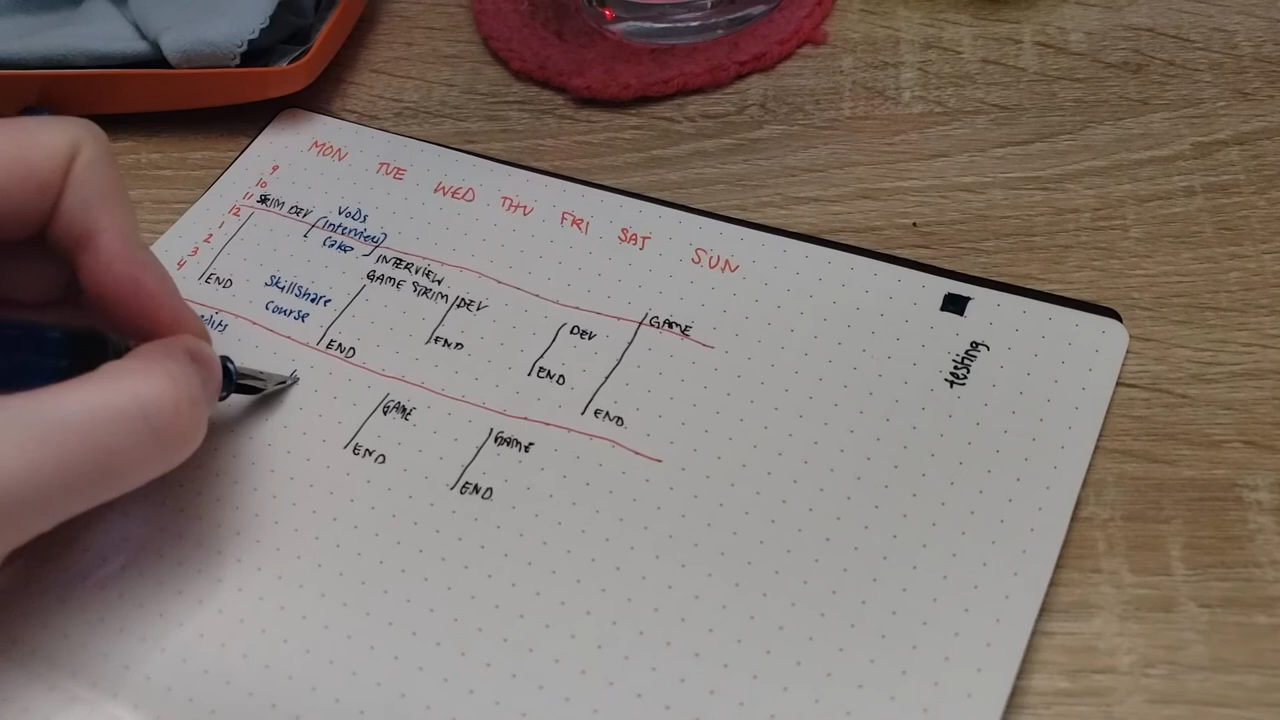 MON TUE WED THU FRI SAT SUN
9
10
11 STRIM DEV
12
1
2
3
4
VODs
(Interview)
Cake
INTERVIEW
GAME STRIM DEV
Skillshare
course
END
END
END
DEV
END
GAME
END
GAME
END
GAME
END
testing